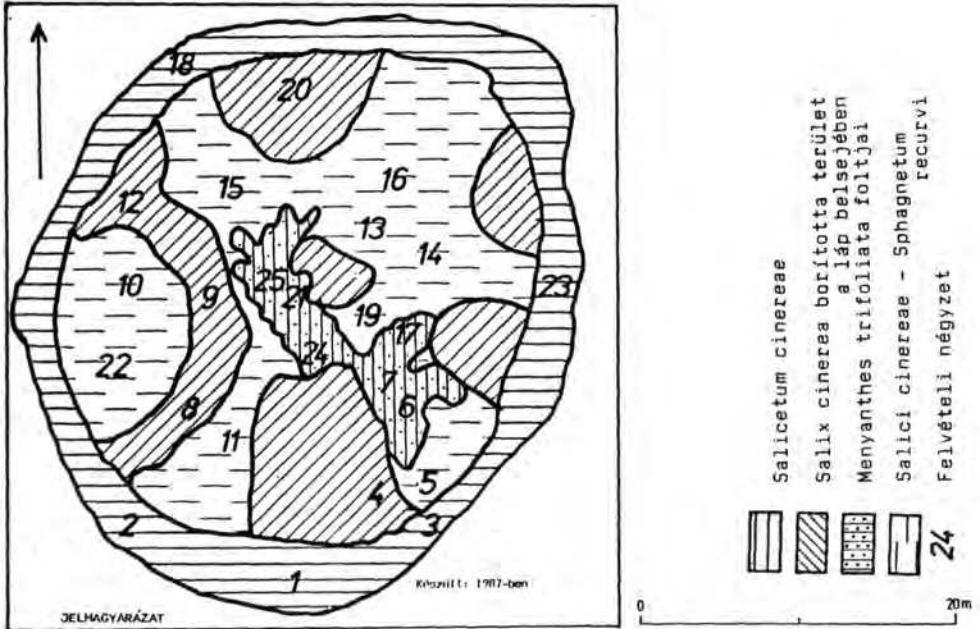 18
20
12
15
16
13
10
14
25
9
21
23
19
17
22
24
7
6
8
11
5
4
2
3
1
Készült:
JELMAGYARÁZAT
Salicetum cinereae
Salix cinerea borította terület
a láp belsejében
Menyanthes trifoliata foltjai
Salici cinereae - Sphagnetum
recurvi
24 Felvételi négyzet
0 20m